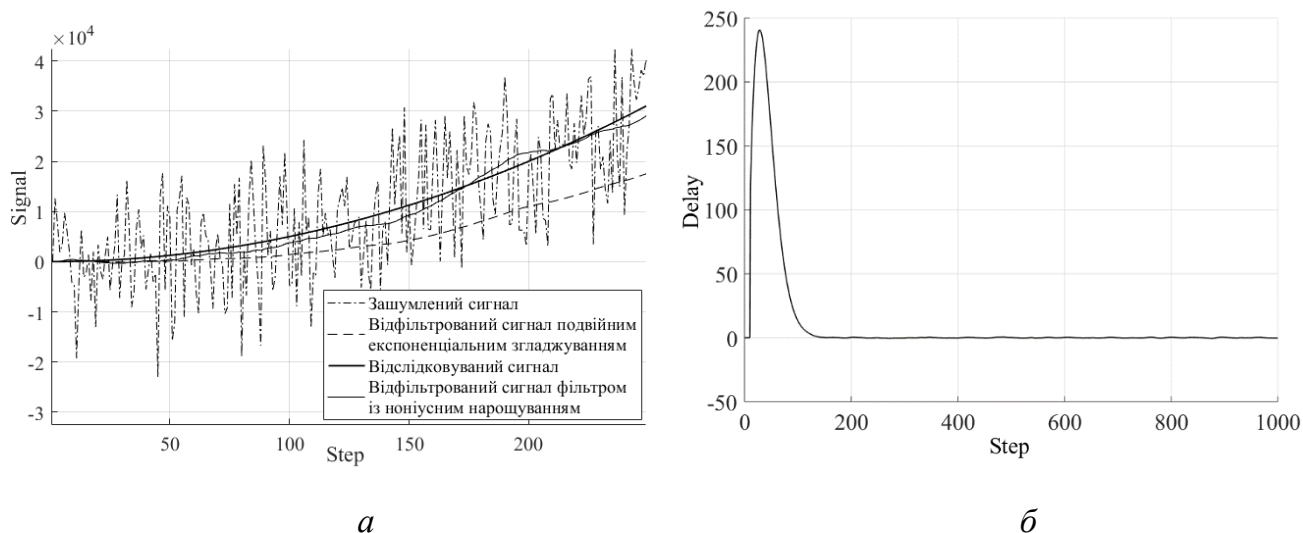 ×10⁴
4
3
2
1
0
-1
-2
-3
Signal
50
100
150
200
Step
Зашумлений сигнал
Відфільтрований сигнал подвійним
експоненціальним згладжуванням
Відслідковуваний сигнал
Відфільтрований сигнал фільтром
із ноніусним нарощуванням
а
250
200
150
100
50
0
-50
Delay
0
200
400
600
800
1000
Step
б